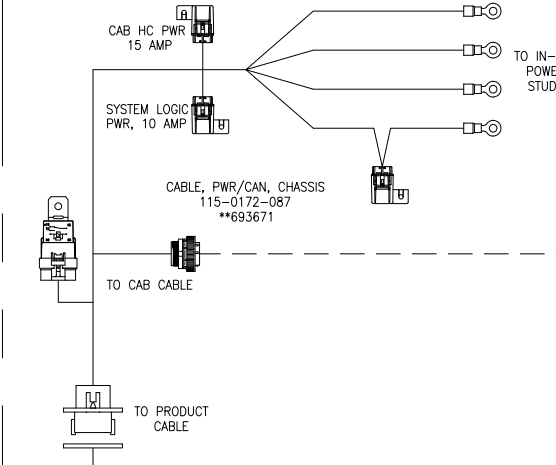 CAB HC PWR
15 AMP
TO IN-
POWE
STUD
SYSTEM LOGIC
PWR, 10 AMP
CABLE, PWR/CAN, CHASSIS
115-0172-087
**693671
TO CAB CABLE
TO PRODUCT
CABLE